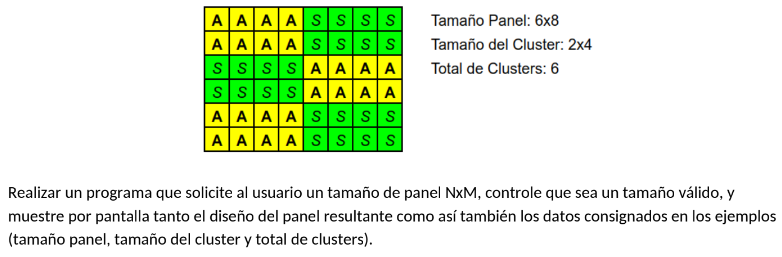 A A A A S S S S Tamaño Panel: 6x8
A A A A S S S S Tamaño del Cluster: 2x4
S S S S A A A A Total de Clusters: 6
S S S S A A A A
A A A A S S S S
A A A A S S S S
Realizar un programa que solicite al usuario un tamaño de panel NxM, controle que sea un tamaño válido, y
muestre por pantalla tanto el diseño del panel resultante como así también los datos consignados en los ejemplos
(tamaño panel, tamaño del cluster y total de clusters).